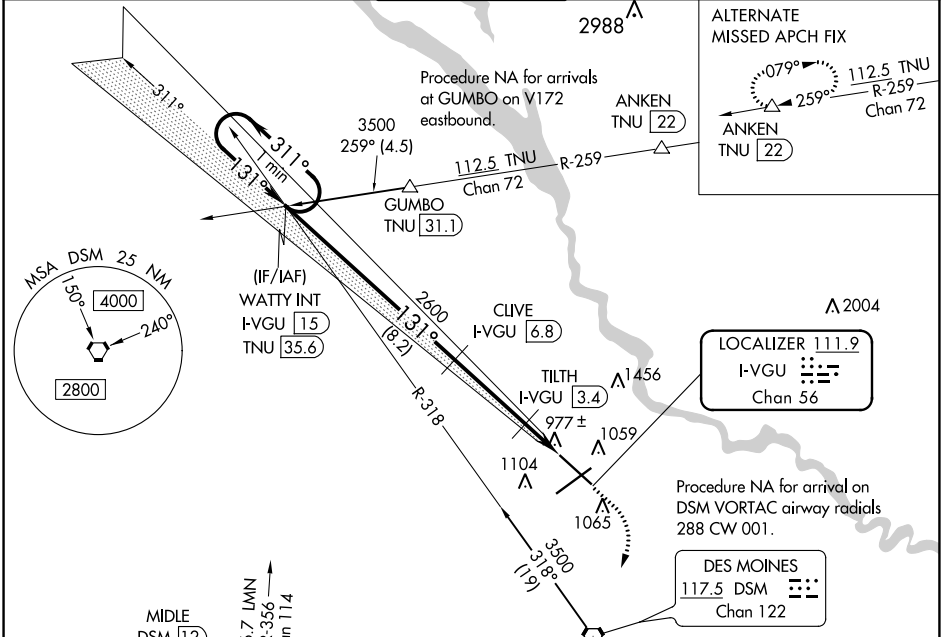 2988
ALTERNATE
MISSED APCH FIX
079°
259°
112.5 TNU
R-259
Chan 72
ANKEN
TNU 22
Procedure NA for arrivals
at GUMBO on V172
eastbound.
ANKEN
TNU 22
3500
259° (4.5)
112.5 TNU
Chan 72
R-259
GUMBO
TNU 31.1
311°
311°
1 min
131°
(IF/IAF)
WATTY INT
I-VGU 15
TNU 35.6
MSA DSM 25 NM
150°
4000
240°
2800
2600
131°
(8.2)
CLIVE
I-VGU 6.8
R-318
TILTH
I-VGU 3.4
1456
977 ±
1059
1104
1065
2004
LOCALIZER 111.9
I-VGU
Chan 56
Procedure NA for arrival on
DSM VORTAC airway radials
288 CW 001.
3500
318°
(19)
DES MOINES
117.5 DSM
Chan 122
MIDLE
DSM 12
LMN
-356
114